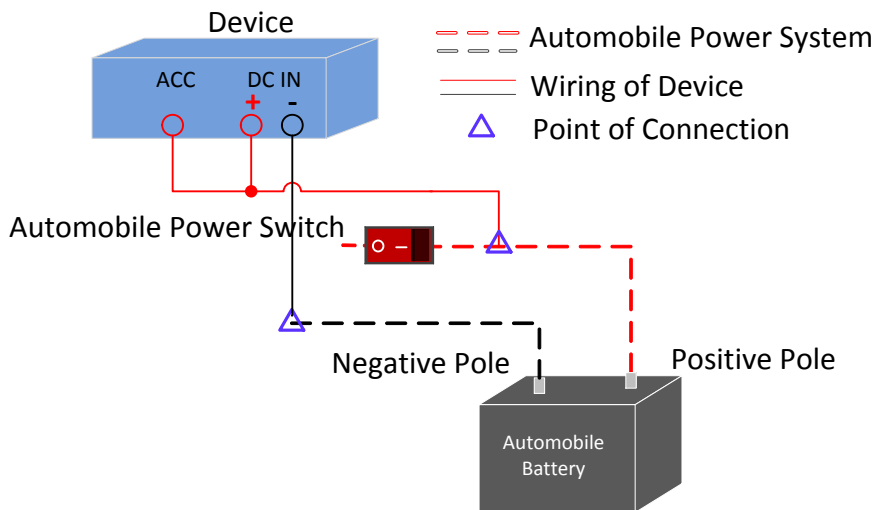 Device
Automobile Power System
ACC
DC IN
+
-
Wiring of Device
Point of Connection
Automobile Power Switch
Negative Pole
Positive Pole
Automobile
Battery